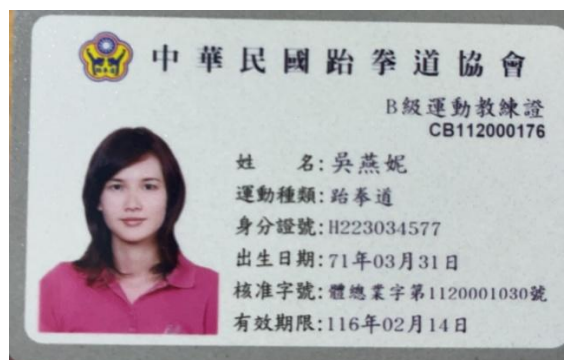 中華民國跆拳道協會
B級運動教練證
CB112000176
姓 名:吳燕妮
運動種類:跆拳道
身分證號:H223034577
出生日期:71年03月31日
核准字號:體總業字第1120001030號
有效期限:116年02月14日